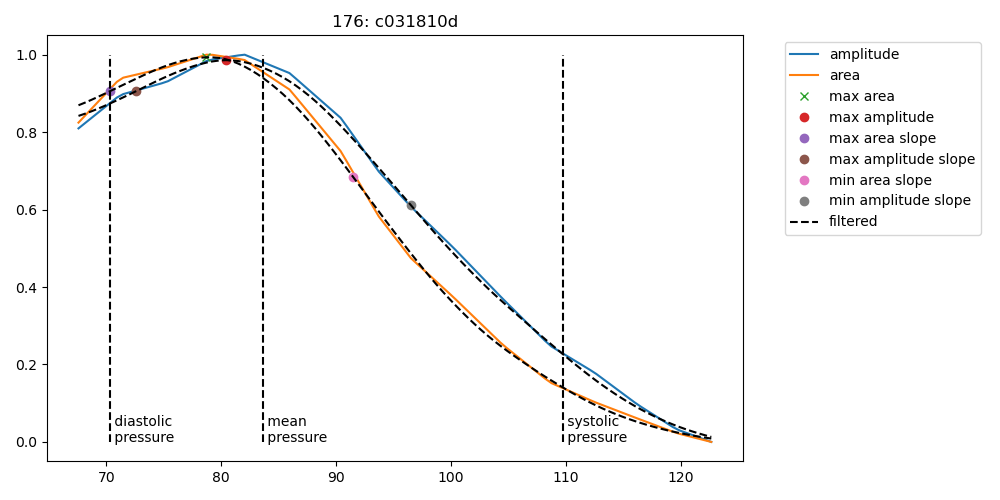 176: c031810d
1.0
0.8
0.6
0.4
0.2
0.0
70
80
90
100
110
120
diastolic
pressure
mean
pressure
systolic
pressure
amplitude
area
max area
max amplitude
max area slope
max amplitude slope
min area slope
min amplitude slope
filtered